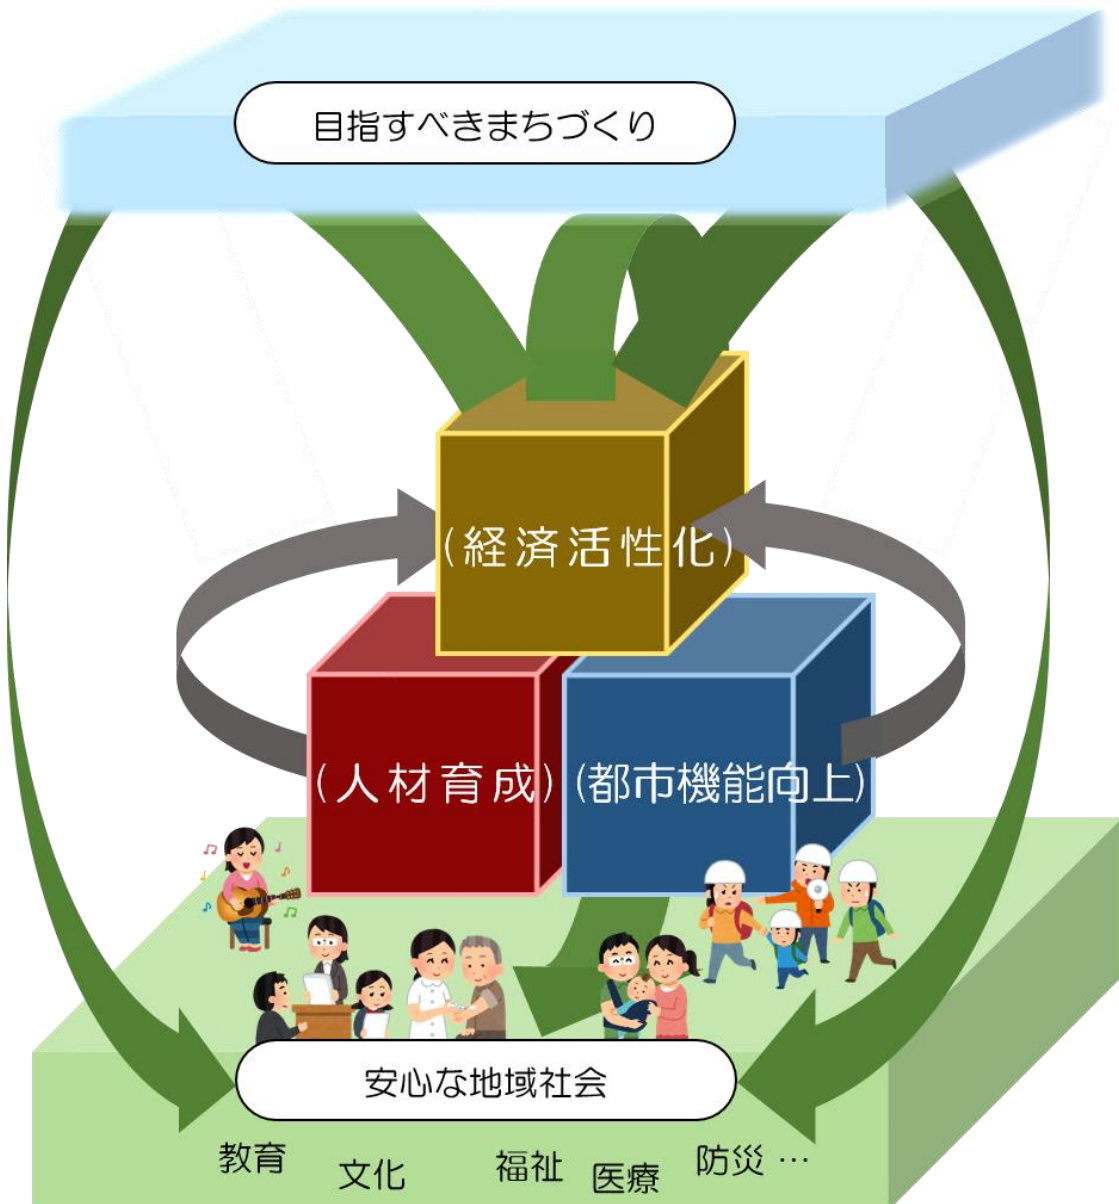 目指すべきまちづくり
(経済活性化)
(人材育成)
(都市機能向上)
安心な地域社会
教育 文化 福祉 医療 防災 …